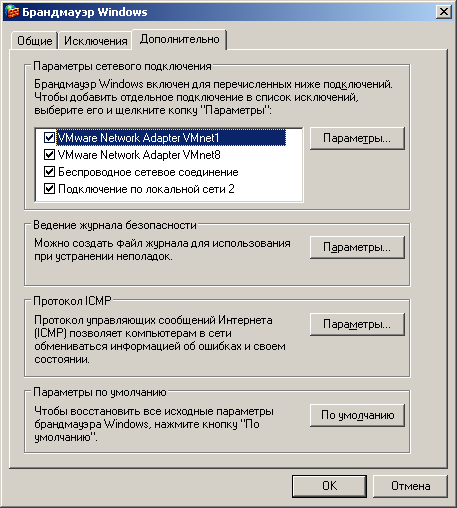 Брандмауэр Windows
Общие Исключения Дополнительно
Параметры сетевого подключения
Брандмауэр Windows включен для перечисленных ниже подключений.
Чтобы добавить отдельное подключение в список исключений,
выберите его и щелкните копку "Параметры":
VMware Network Adapter VMnet1
VMware Network Adapter VMnet8
Беспроводное сетевое соединение
Подключение по локальной сети 2
Параметры...
Ведение журнала безопасности
Можно создать файл журнала для использования
при устранении неполадок.
Параметры...
Протокол ICMP
Протокол управляющих сообщений Интернета
(ICMP) позволяет компьютерам в сети
обмениваться информацией об ошибках и своем
состоянии.
Параметры...
Параметры по умолчанию
Чтобы восстановить все исходные параметры
брандмауэра Windows, нажмите кнопку "По
умолчанию".
По умолчанию
OK Отмена